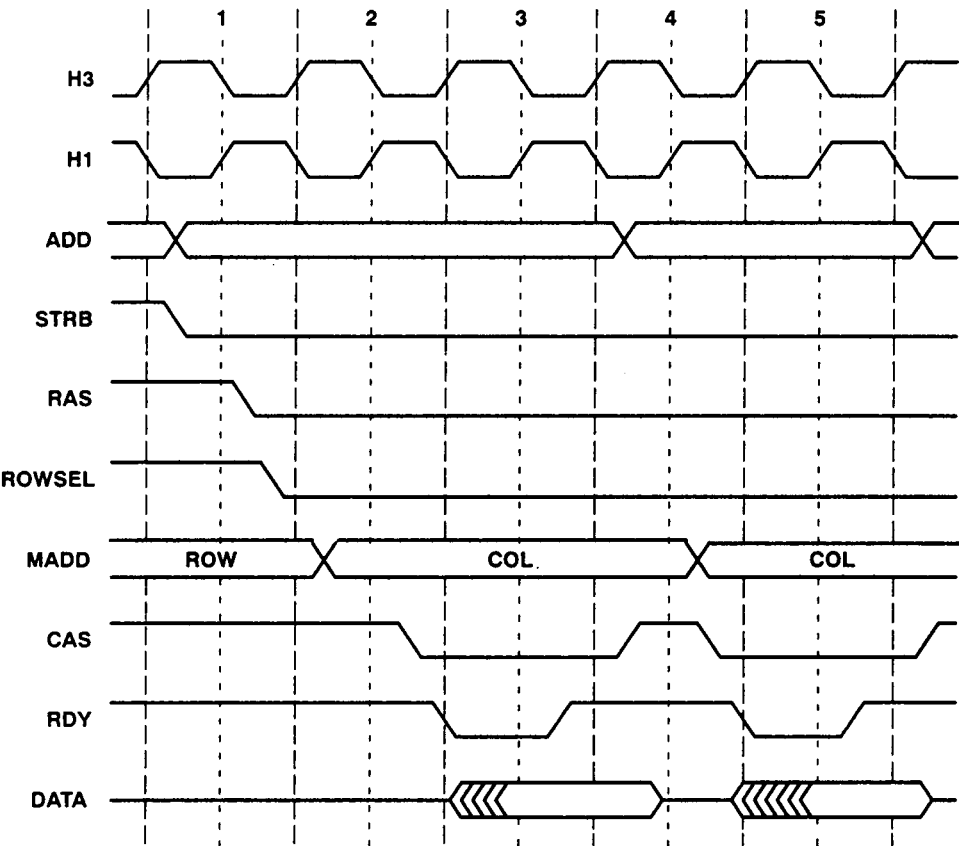 1 2 3 4 5
H3
H1
ADD
STRB
RAS
ROWSEL
MADD ROW COL COL
CAS
RDY
DATA